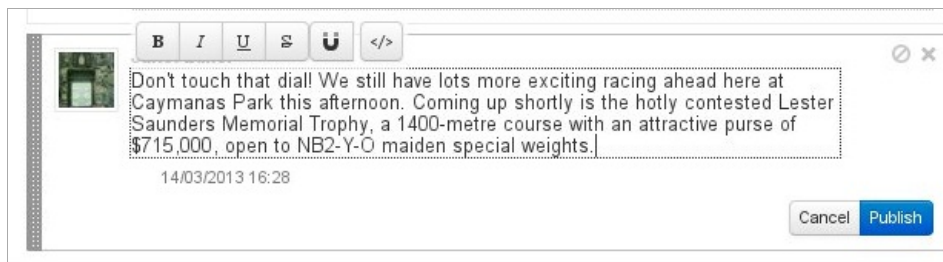 B I U S </>
Don't touch that dial! We still have lots more exciting racing ahead here at
Caymanas Park this afternoon. Coming up shortly is the hotly contested Lester
Saunders Memorial Trophy, a 1400-metre course with an attractive purse of
$715,000, open to NB2-Y-O maiden special weights.
14/03/2013 16:28
Cancel Publish